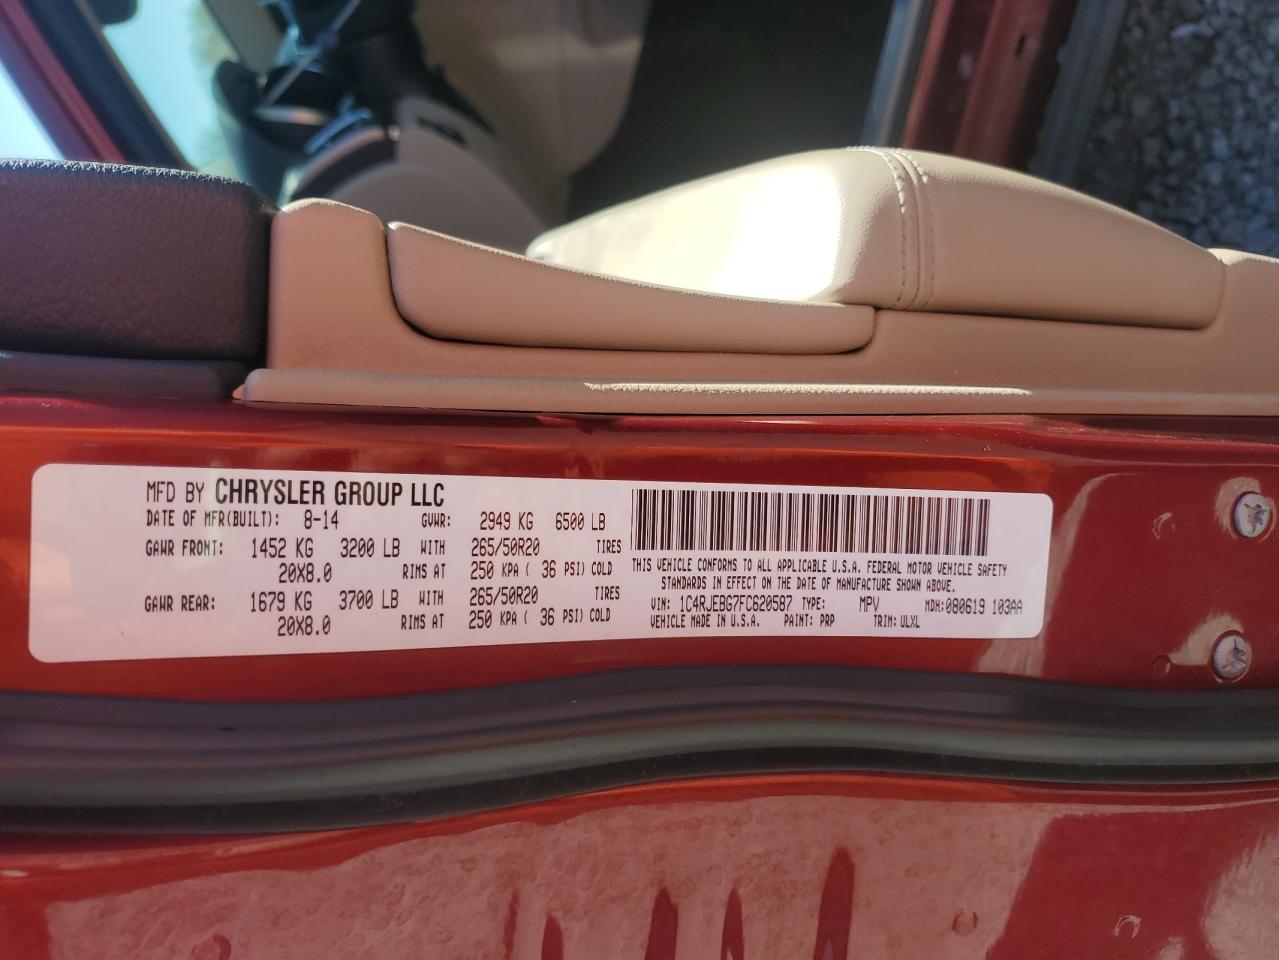 MFD BY CHRYSLER GROUP LLC
DATE OF MFR(BUILT): 8-14 GVWR: 2949 KG 6500 LB
GAWR FRONT: 1452 KG 3200 LB WITH 265/50R20 TIRES
20X8.0 RIMS AT 250 KPA ( 36 PSI) COLD
GAWR REAR: 1679 KG 3700 LB WITH 265/50R20 TIRES
20X8.0 RIMS AT 250 KPA ( 36 PSI) COLD
THIS VEHICLE CONFORMS TO ALL APPLICABLE U.S.A. FEDERAL MOTOR VEHICLE SAFETY
STANDARDS IN EFFECT ON THE DATE OF MANUFACTURE SHOWN ABOVE.
VIN: 1C4RJEBG7FC620587 TYPE: MPV MDH: 080619 103AA
VEHICLE MADE IN U.S.A. PAINT: PRP TRIM: ULXL